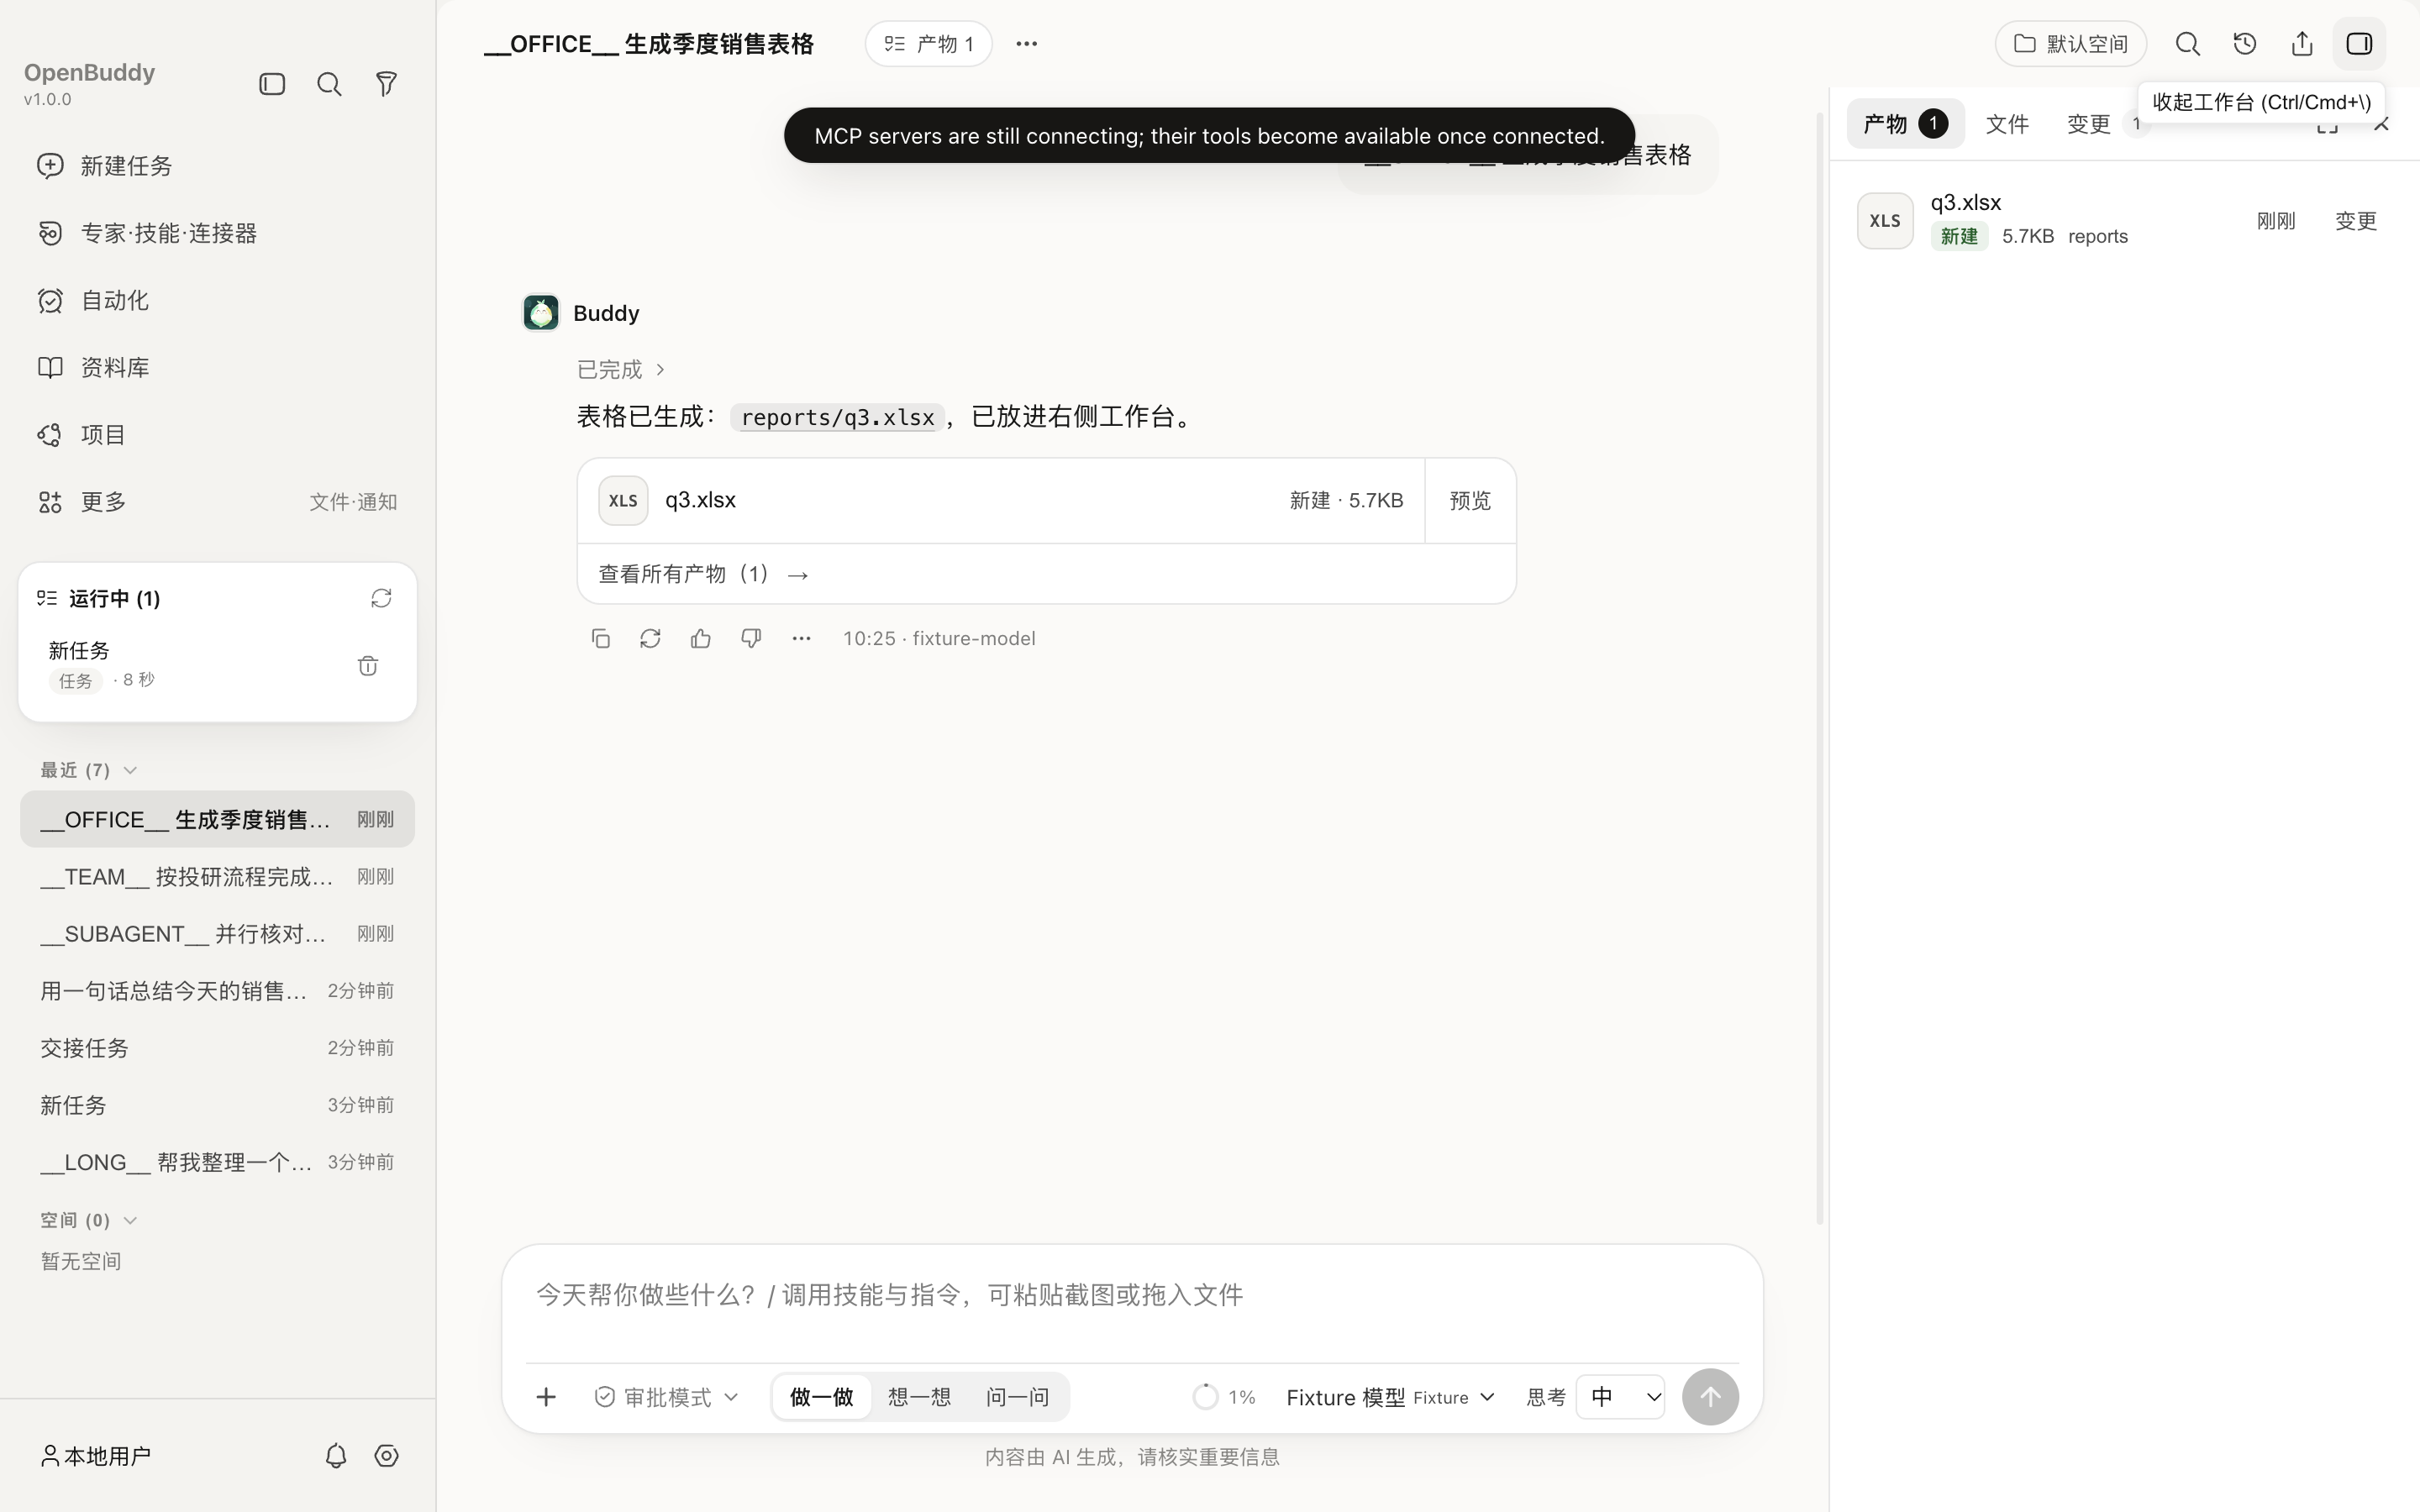 OpenBuddy
v1.0.0
新建任务
专家·技能·连接器
自动化
资料库
项目
更多
文件·通知
运行中 (1)
新任务
任务 · 8 秒
最近 (7)
__OFFICE__ 生成季度销售… 刚刚
__TEAM__ 按投研流程完成… 刚刚
__SUBAGENT__ 并行核对… 刚刚
用一句话总结今天的销售… 2分钟前
交接任务 2分钟前
新任务 3分钟前
__LONG__ 帮我整理一个… 3分钟前
空间 (0)
暂无空间
本地用户
__OFFICE__ 生成季度销售表格
产物 1
默认空间
收起工作台 (Ctrl/Cmd+\)
MCP servers are still connecting; their tools become available once connected.
售表格
Buddy
已完成
表格已生成： reports/q3.xlsx，已放进右侧工作台。
XLS q3.xlsx 新建 · 5.7KB 预览
查看所有产物（1） →
10:25 · fixture-model
今天帮你做些什么？/ 调用技能与指令，可粘贴截图或拖入文件
审批模式 做一做 想一想 问一问 1% Fixture 模型 Fixture 思考 中
内容由 AI 生成，请核实重要信息
产物 1 文件 变更 1
XLS q3.xlsx
新建 5.7KB reports
刚刚 变更